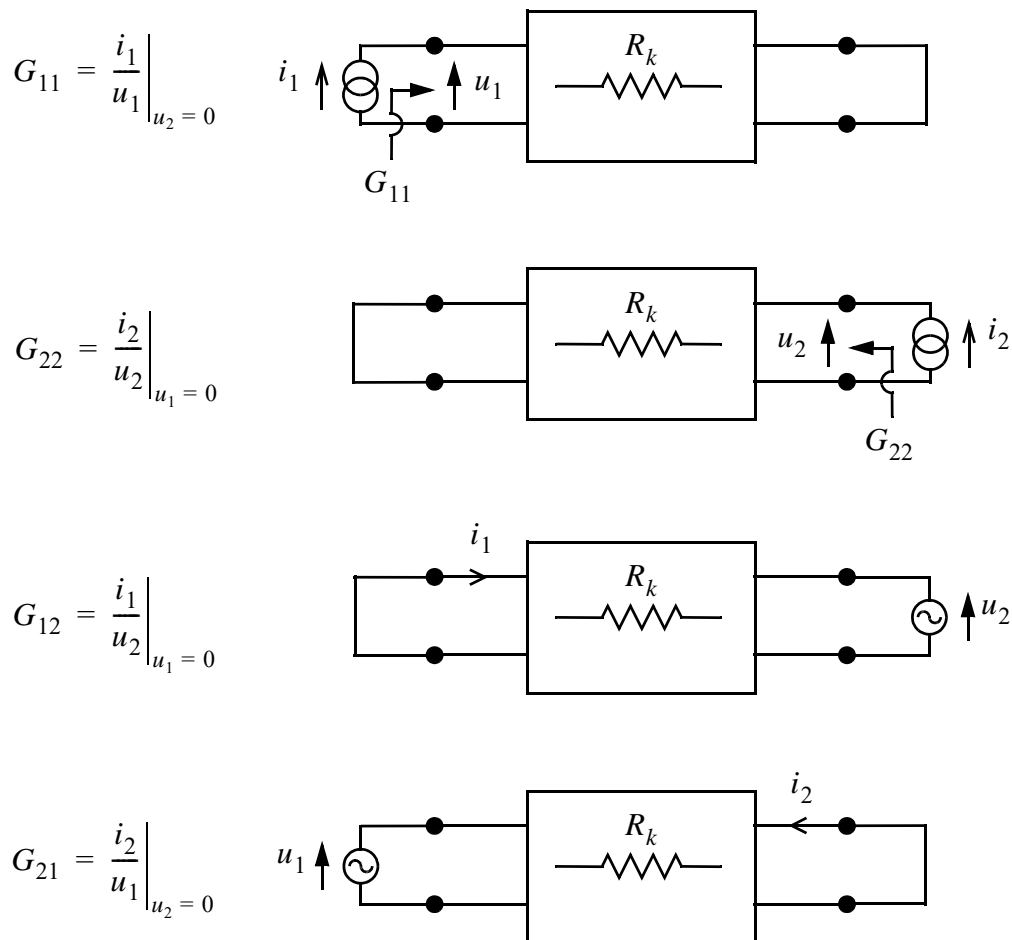 G₁₁ = i₁/u₁|u₂ = 0
i₁
u₁
G₁₁
Rₖ
G₂₂ = i₂/u₂|u₁ = 0
Rₖ
u₂
i₂
G₂₂
G₁₂ = i₁/u₂|u₁ = 0
i₁
Rₖ
u₂
G₂₁ = i₂/u₁|u₂ = 0
u₁
Rₖ
i₂